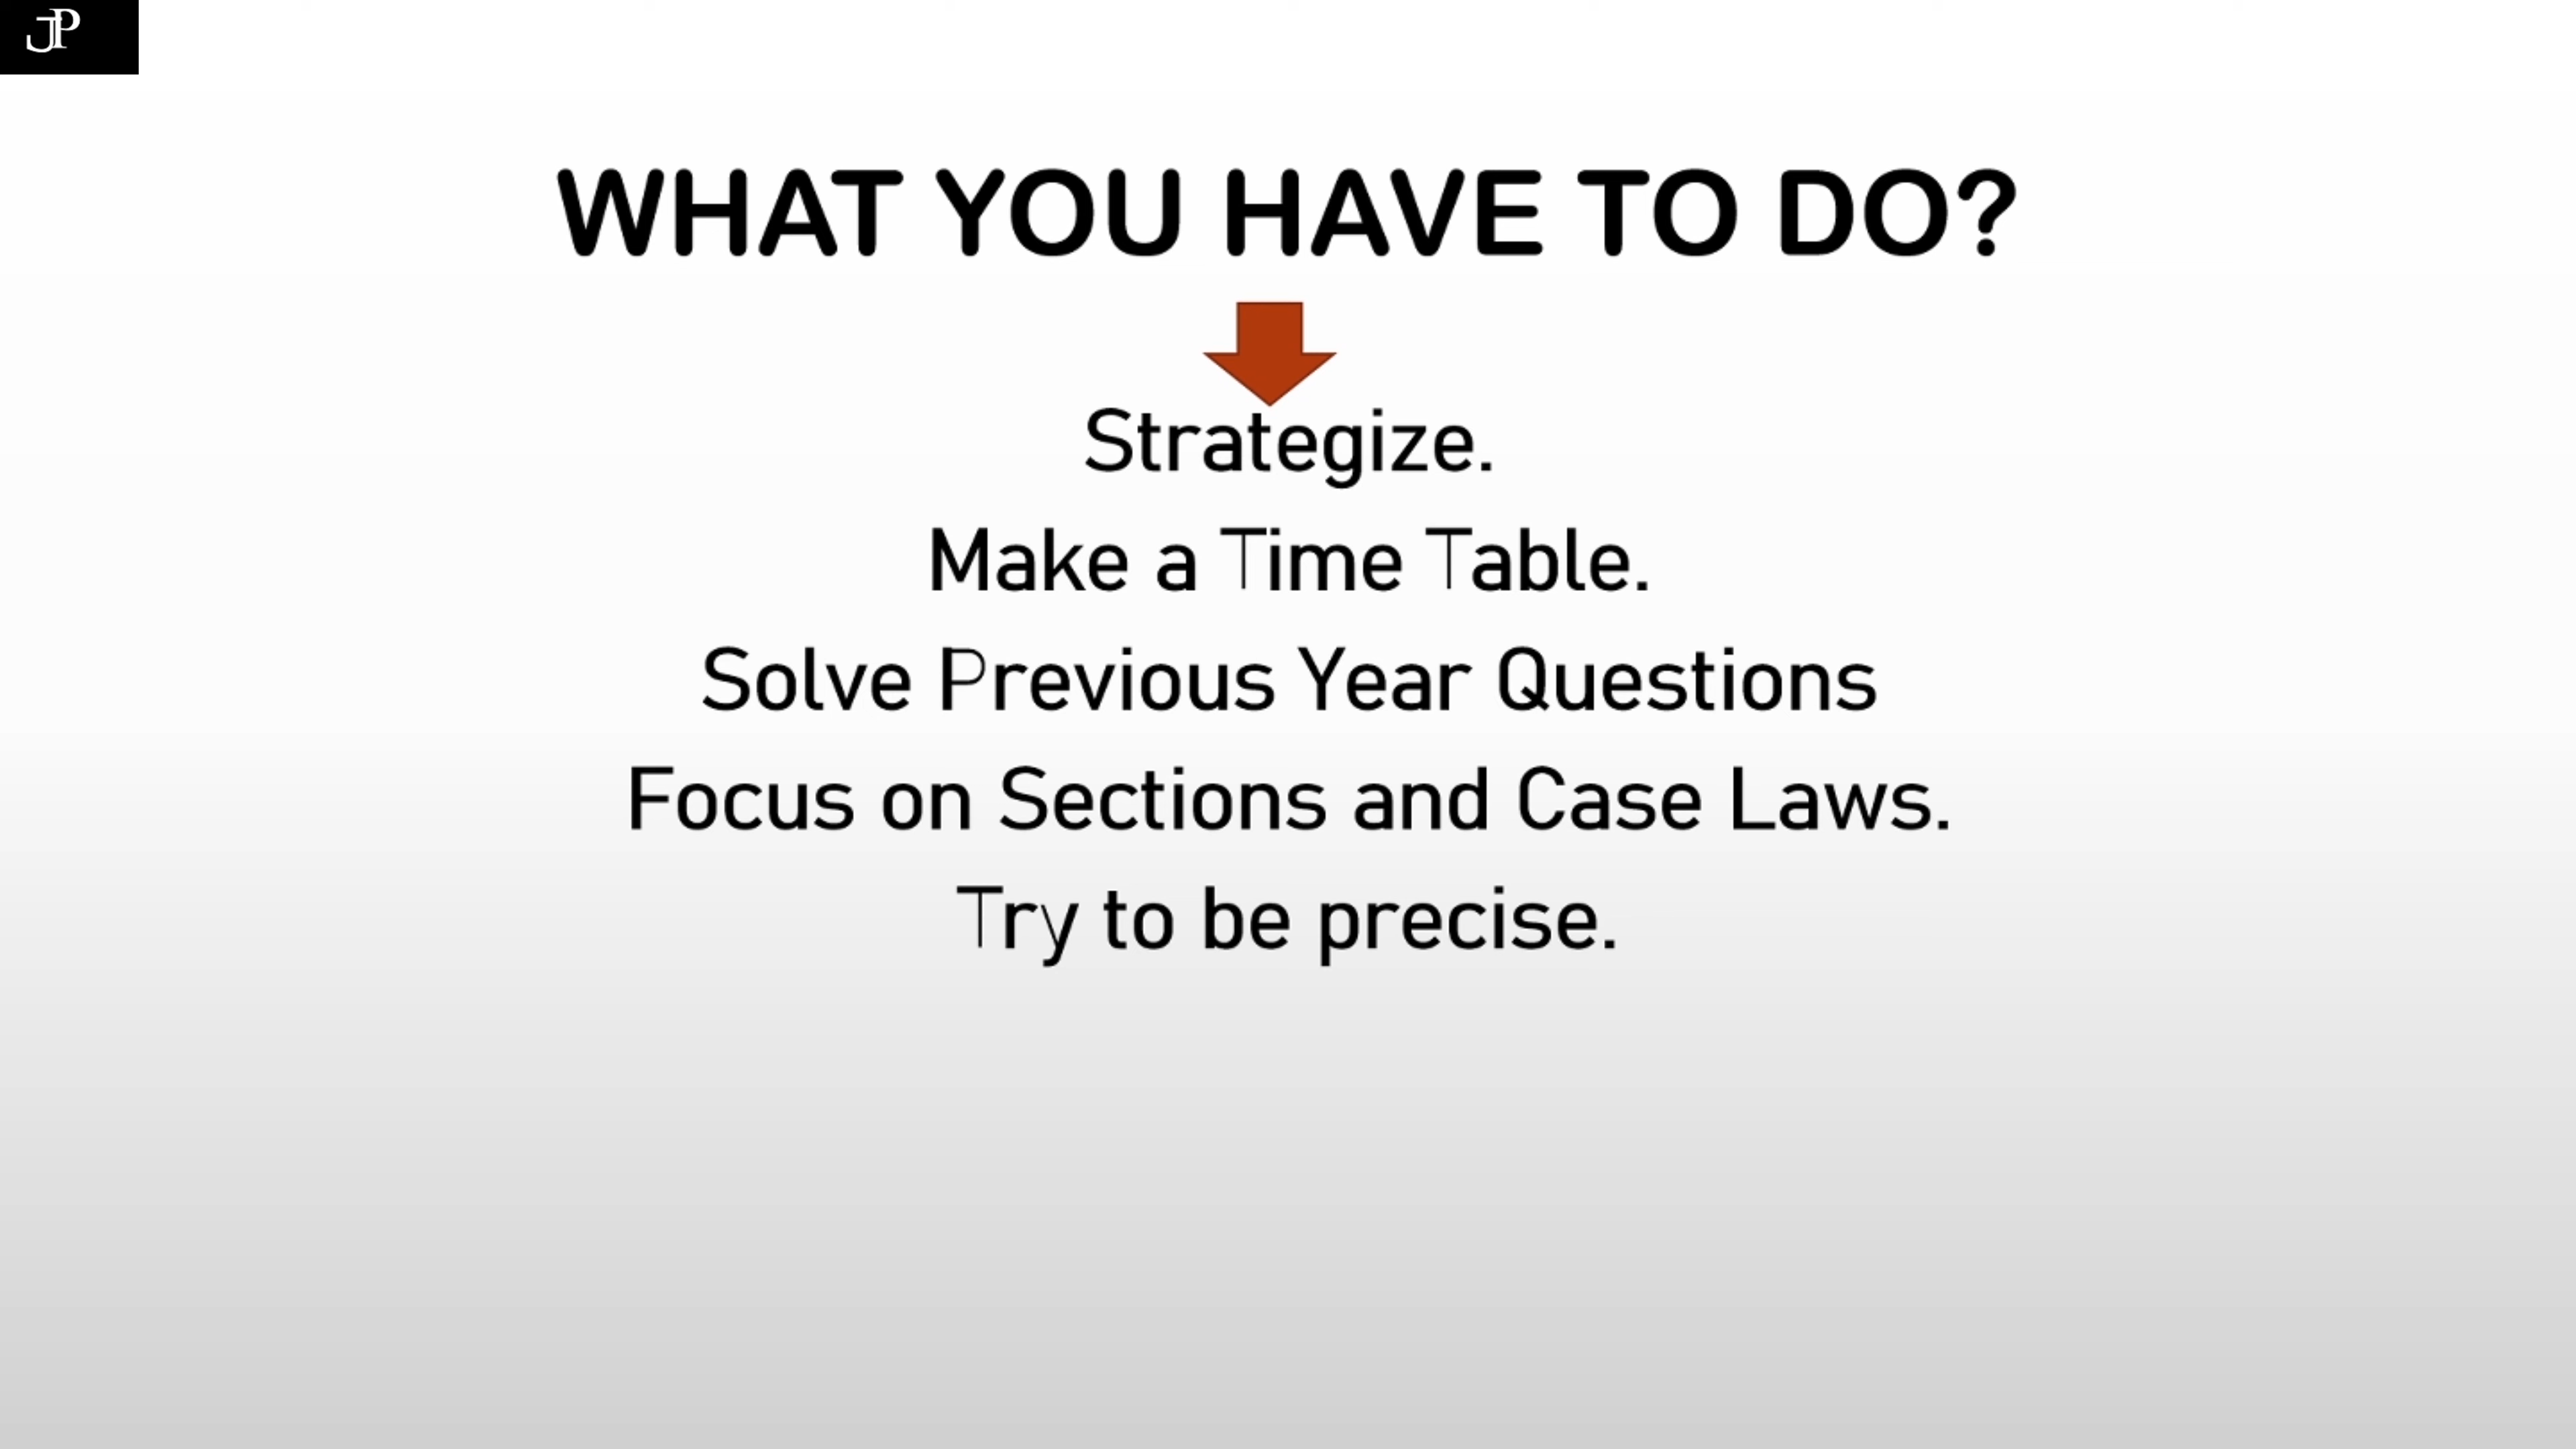 JP
WHAT YOU HAVE TO DO?
Strategize.
Make a Time Table.
Solve Previous Year Questions
Focus on Sections and Case Laws.
Try to be precise.